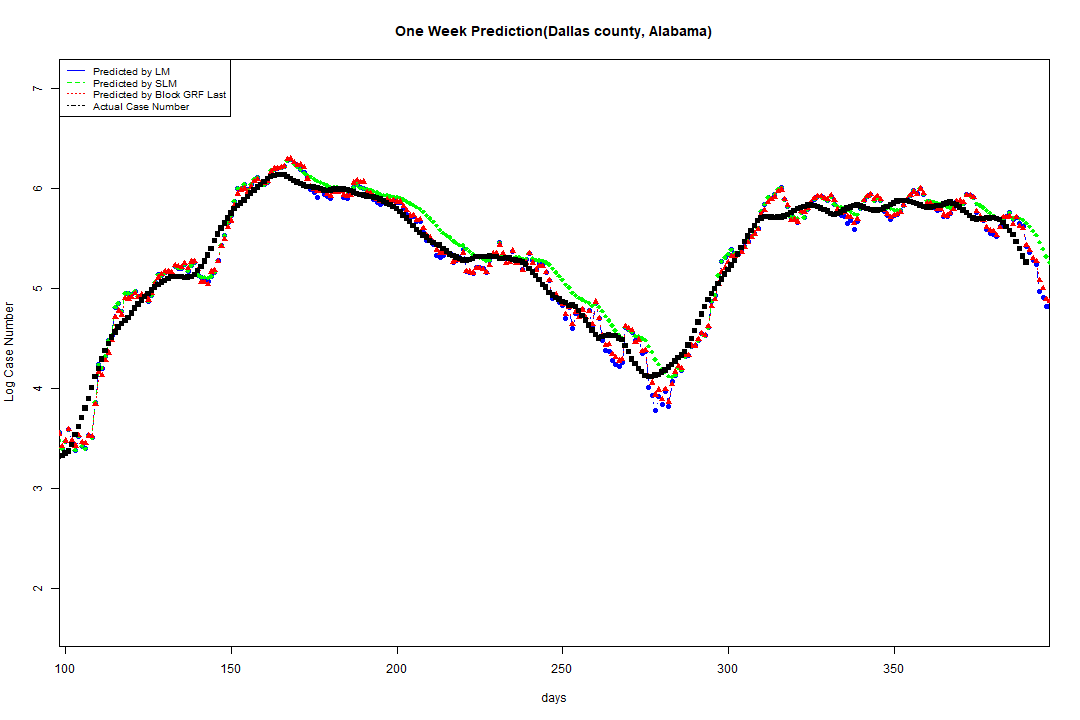 One Week Prediction(Dallas county, Alabama)
Predicted by LM
Predicted by SLM
Predicted by Block GRF Last
Actual Case Number
7
6
5
4
3
2
Log Case Number
100 150 200 250 300 350
days